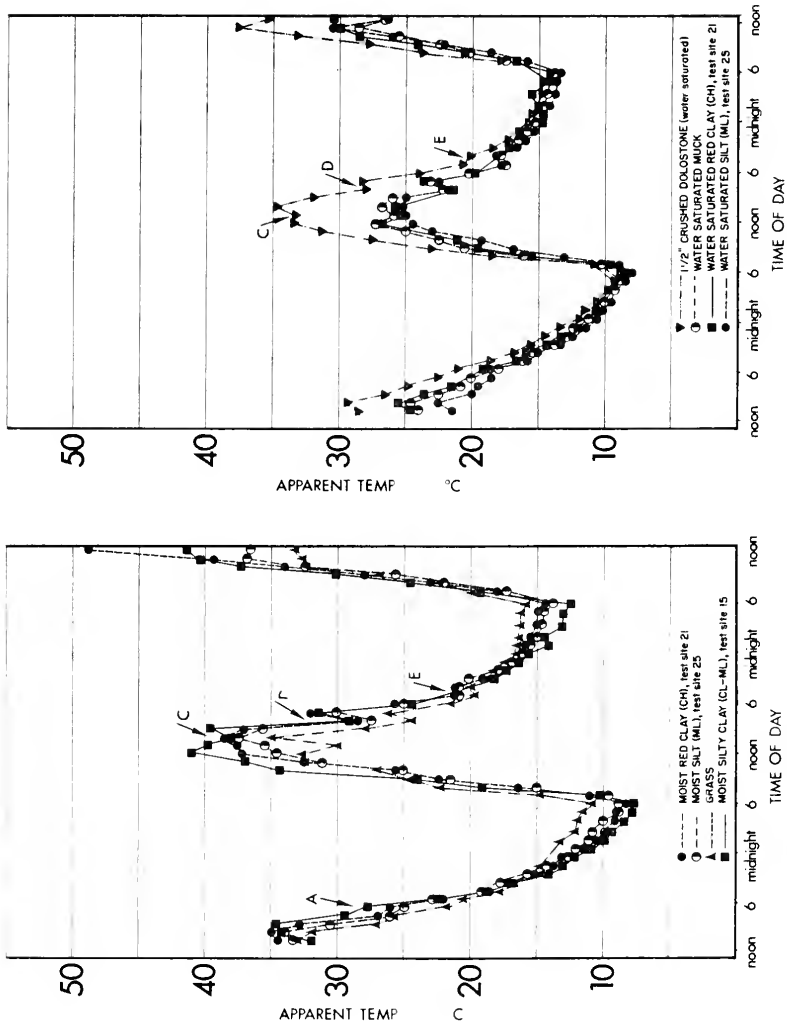 APPARENT TEMP C
50
40
30
20
10
A
C
E
MOIST RED CLAY (CH), test site 21
MOIST SILT (ML), test site 25
GRASS
MOIST SILTY CLAY (CL-ML), test site 15
noon 6 midnight 6 noon 6 midnight 6 noon
TIME OF DAY
APPARENT TEMP °C
50
40
30
20
10
C
D
E
1 1/2" CRUSHED DOLOSTONE (water saturated)
WATER SATURATED MUCK
WATER SATURATED RED CLAY (CH), test site 21
WATER SATURATED SILT (ML), test site 25
noon 6 midnight 6 noon 6 midnight 6 noon
TIME OF DAY